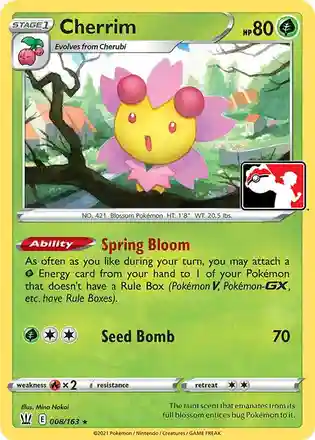 STAGE 1 Cherrim HP 80
Evolves from Cherubi
NO. 421 Blossom Pokémon HT: 1'8" WT: 20.5 lbs.
Ability Spring Bloom
As often as you like during your turn, you may attach a
Energy card from your hand to 1 of your Pokémon
that doesn't have a Rule Box (Pokémon V, Pokémon-GX,
etc. have Rule Boxes).
Seed Bomb 70
weakness ×2 resistance retreat
Illus. Mina Nakai
The faint scent that emanates from its
full blossom entices bug Pokémon to it.
E 008/163 ★
©2021 Pokémon / Nintendo / Creatures / GAME FREAK